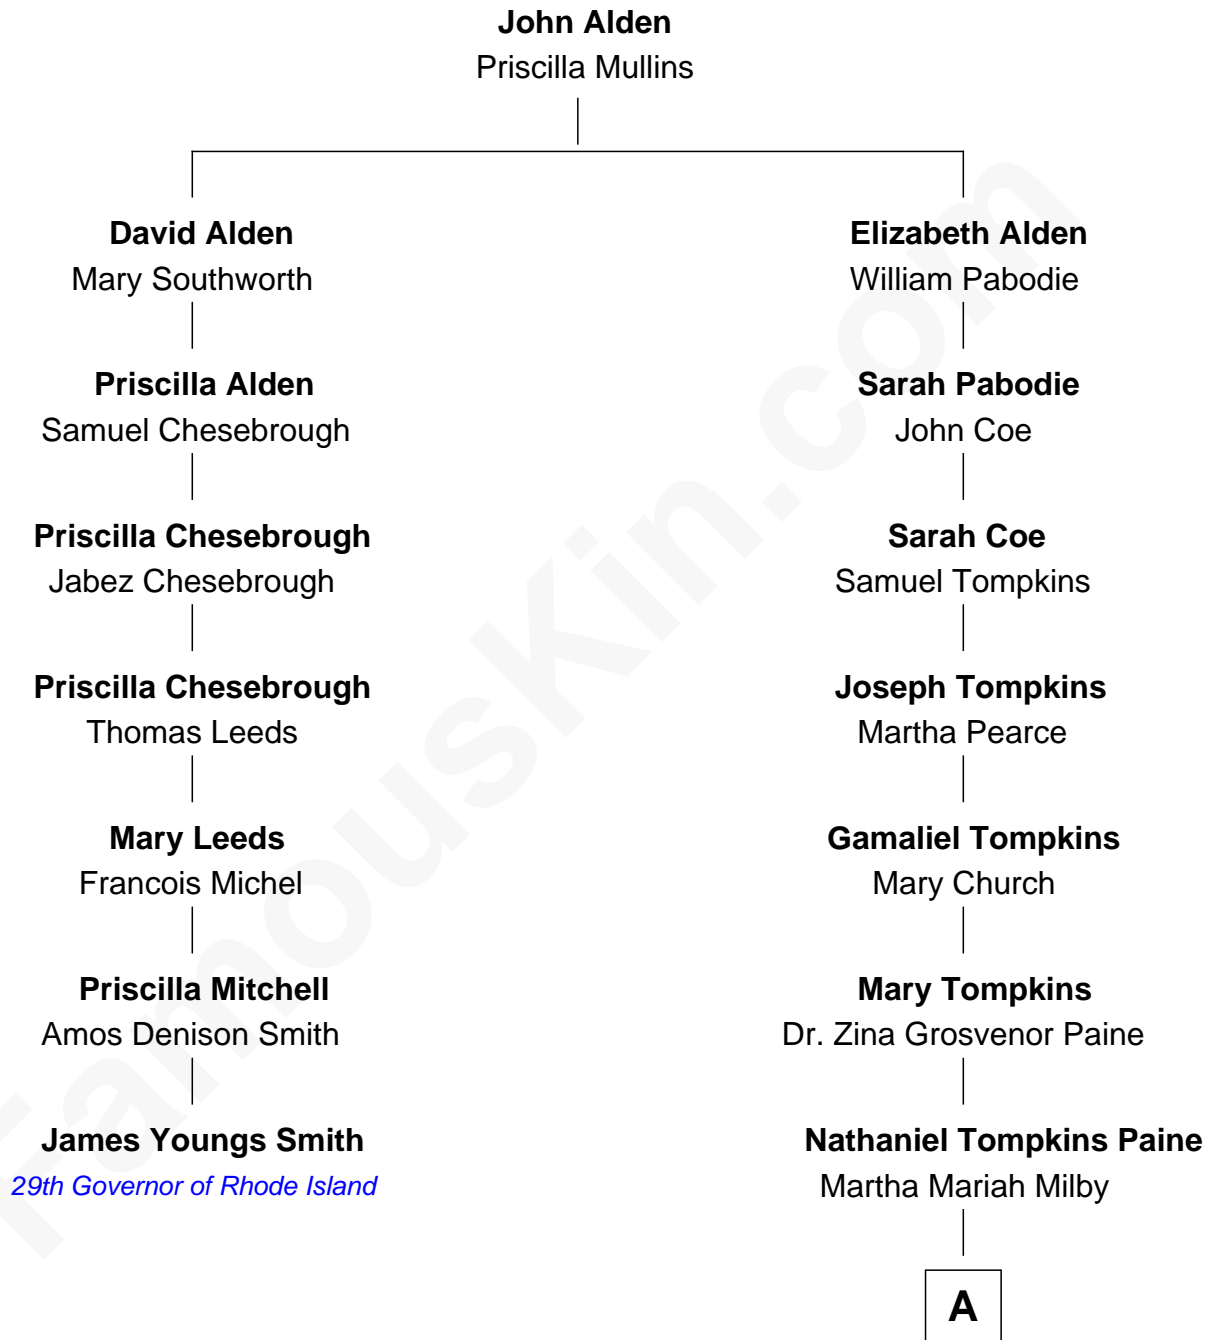 John Alden
Priscilla Mullins
David Alden
Mary Southworth
Priscilla Alden
Samuel Chesebrough
Priscilla Chesebrough
Jabez Chesebrough
Priscilla Chesebrough
Thomas Leeds
Mary Leeds
Francois Michel
Priscilla Mitchell
Amos Denison Smith
James Youngs Smith
29th Governor of Rhode Island
Elizabeth Alden
William Pabodie
Sarah Pabodie
John Coe
Sarah Coe
Samuel Tompkins
Joseph Tompkins
Martha Pearce
Gamaliel Tompkins
Mary Church
Mary Tompkins
Dr. Zina Grosvenor Paine
Nathaniel Tompkins Paine
Martha Mariah Milby
A
FamousKin.com